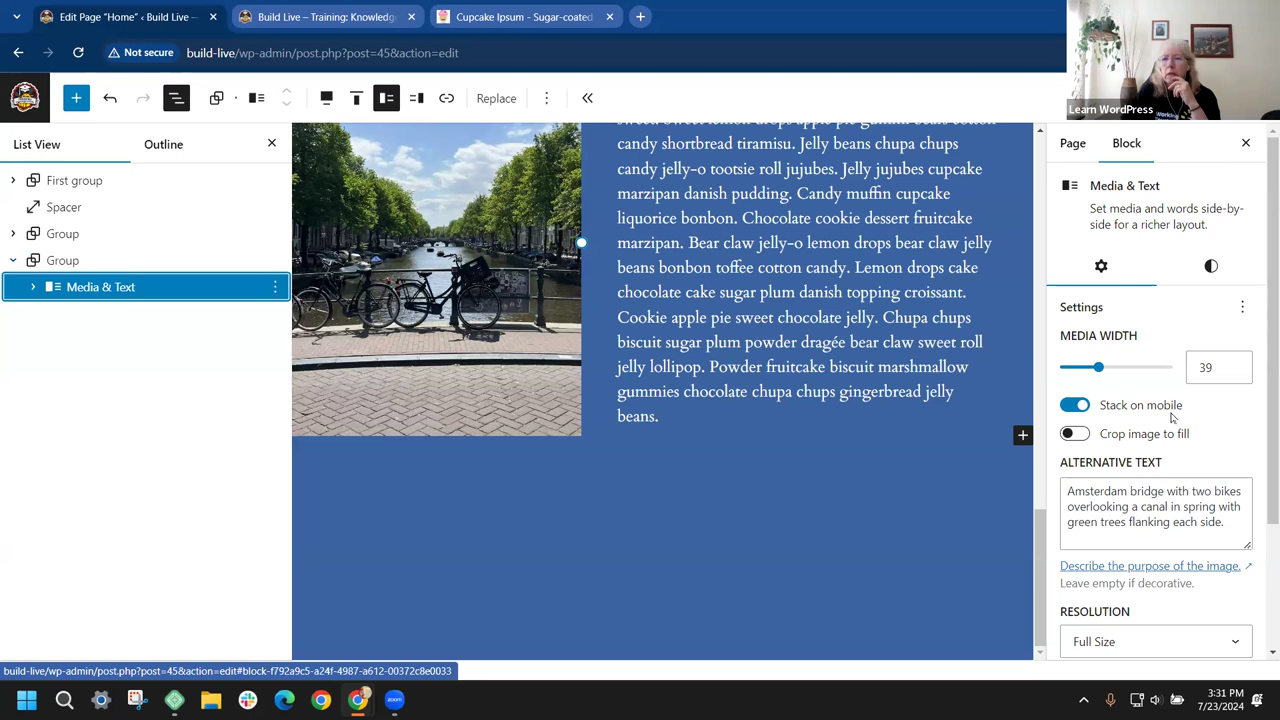 Edit Page “Home” ‹ Build Live –
Build Live – Training: Knowledge
Cupcake Ipsum - Sugar-coated
Not secure
build-live/wp-admin/post.php?post=45&action=edit
Learn WordPress
Replace
List View
Outline
First group
Spacer
Group
Group
Media & Text
candy shortbread tiramisu. Jelly beans chupa chups
candy jelly-o tootsie roll jujubes. Jelly jujubes cupcake
marzipan danish pudding. Candy muffin cupcake
liquorice bonbon. Chocolate cookie dessert fruitcake
marzipan. Bear claw jelly-o lemon drops bear claw jelly
beans bonbon toffee cotton candy. Lemon drops cake
chocolate cake sugar plum danish topping croissant.
Cookie apple pie sweet chocolate jelly. Chupa chups
biscuit sugar plum powder dragée bear claw sweet roll
jelly lollipop. Powder fruitcake biscuit marshmallow
gummies chocolate chupa chups gingerbread jelly
beans.
Page
Block
Media & Text
Set media and words side-by-
side for a richer layout.
Settings
MEDIA WIDTH
39
Stack on mobile
Crop image to fill
ALTERNATIVE TEXT
Amsterdam bridge with two bikes
overlooking a canal in spring with
green trees flanking each side.
Describe the purpose of the image.
Leave empty if decorative.
RESOLUTION
Full Size
build-live/wp-admin/post.php?post=45&action=edit#block-f792a9c5-a24f-4987-a612-00372c8e0033
3:31 PM
7/23/2024